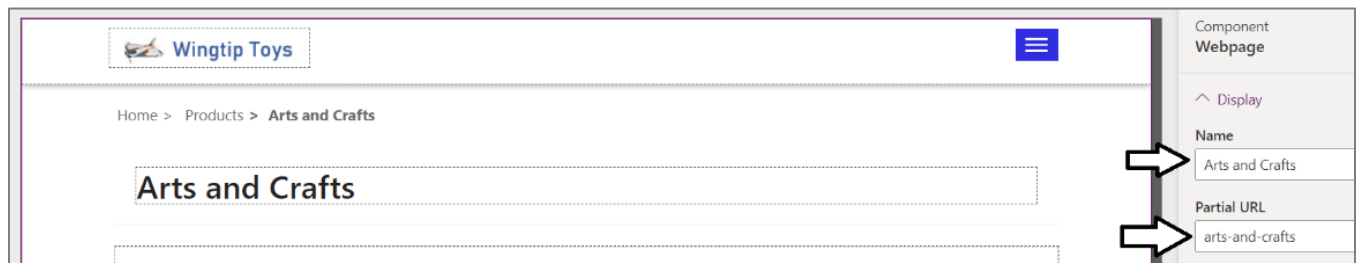 Wingtip Toys
Home > Products > Arts and Crafts
Arts and Crafts
Component
Webpage
Display
Name
Arts and Crafts
Partial URL
arts-and-crafts